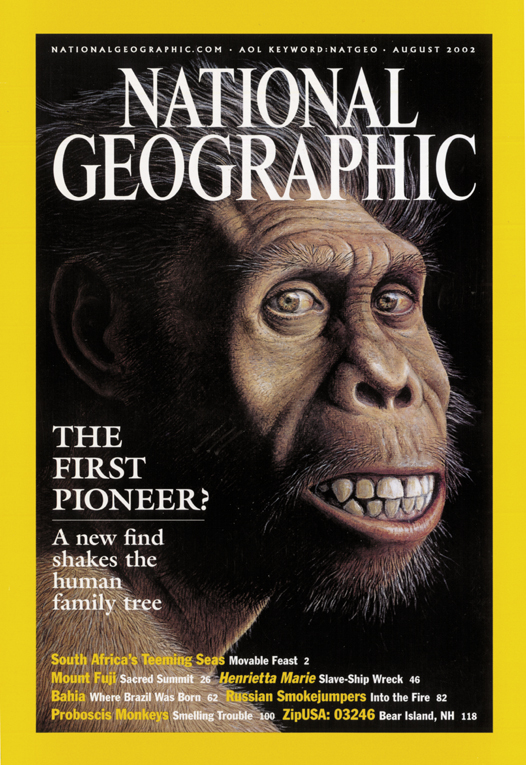 NATIONALGEOGRAPHIC.COM · AOL KEYWORD:NATGEO · AUGUST 2002
NATIONAL
GEOGRAPHIC
THE
FIRST
PIONEER?
A new find
shakes the
human
family tree
South Africa's Teeming Seas Movable Feast 2
Mount Fuji Sacred Summit 26 Henrietta Marie Slave-Ship Wreck 46
Bahia Where Brazil Was Born 62 Russian Smokejumpers Into the Fire 82
Proboscis Monkeys Smelling Trouble 100 ZipUSA: 03246 Bear Island, NH 118